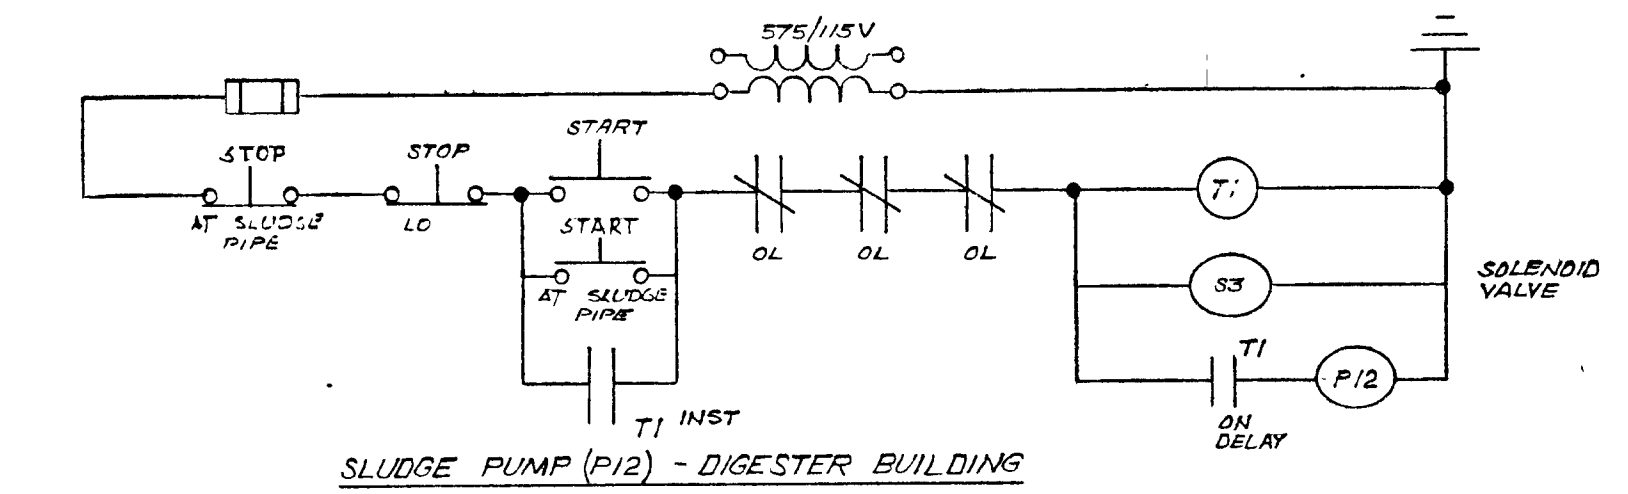 575/115V
START
STOP
STOP
AT SLUDGE
PIPE
LO
START
AT SLUDGE
PIPE
OL
OL
OL
T1
S3
SOLENOID
VALVE
T1
P12
ON
DELAY
T1 INST
SLUDGE PUMP (P12) - DIGESTER BUILDING